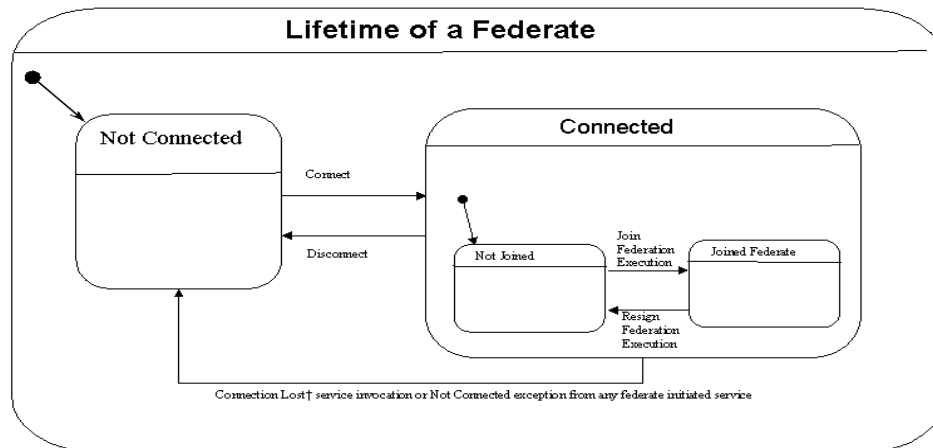 Lifetime of a Federate
Not Connected
Connected
Connect
Disconnect
Not Joined
Join
Federation
Execution
Joined Federate
Resign
Federation
Execution
Connection Lost† service invocation or Not Connected exception from any federate initiated service